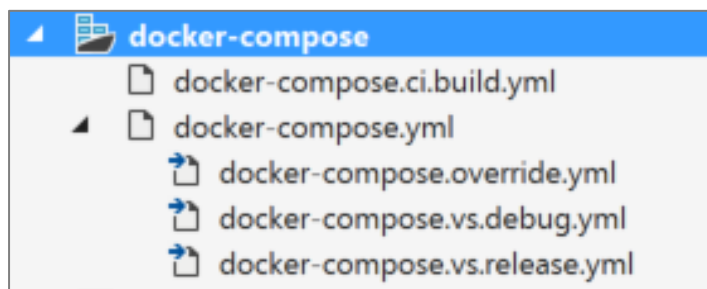 docker-compose
docker-compose.ci.build.yml
docker-compose.yml
docker-compose.override.yml
docker-compose.vs.debug.yml
docker-compose.vs.release.yml